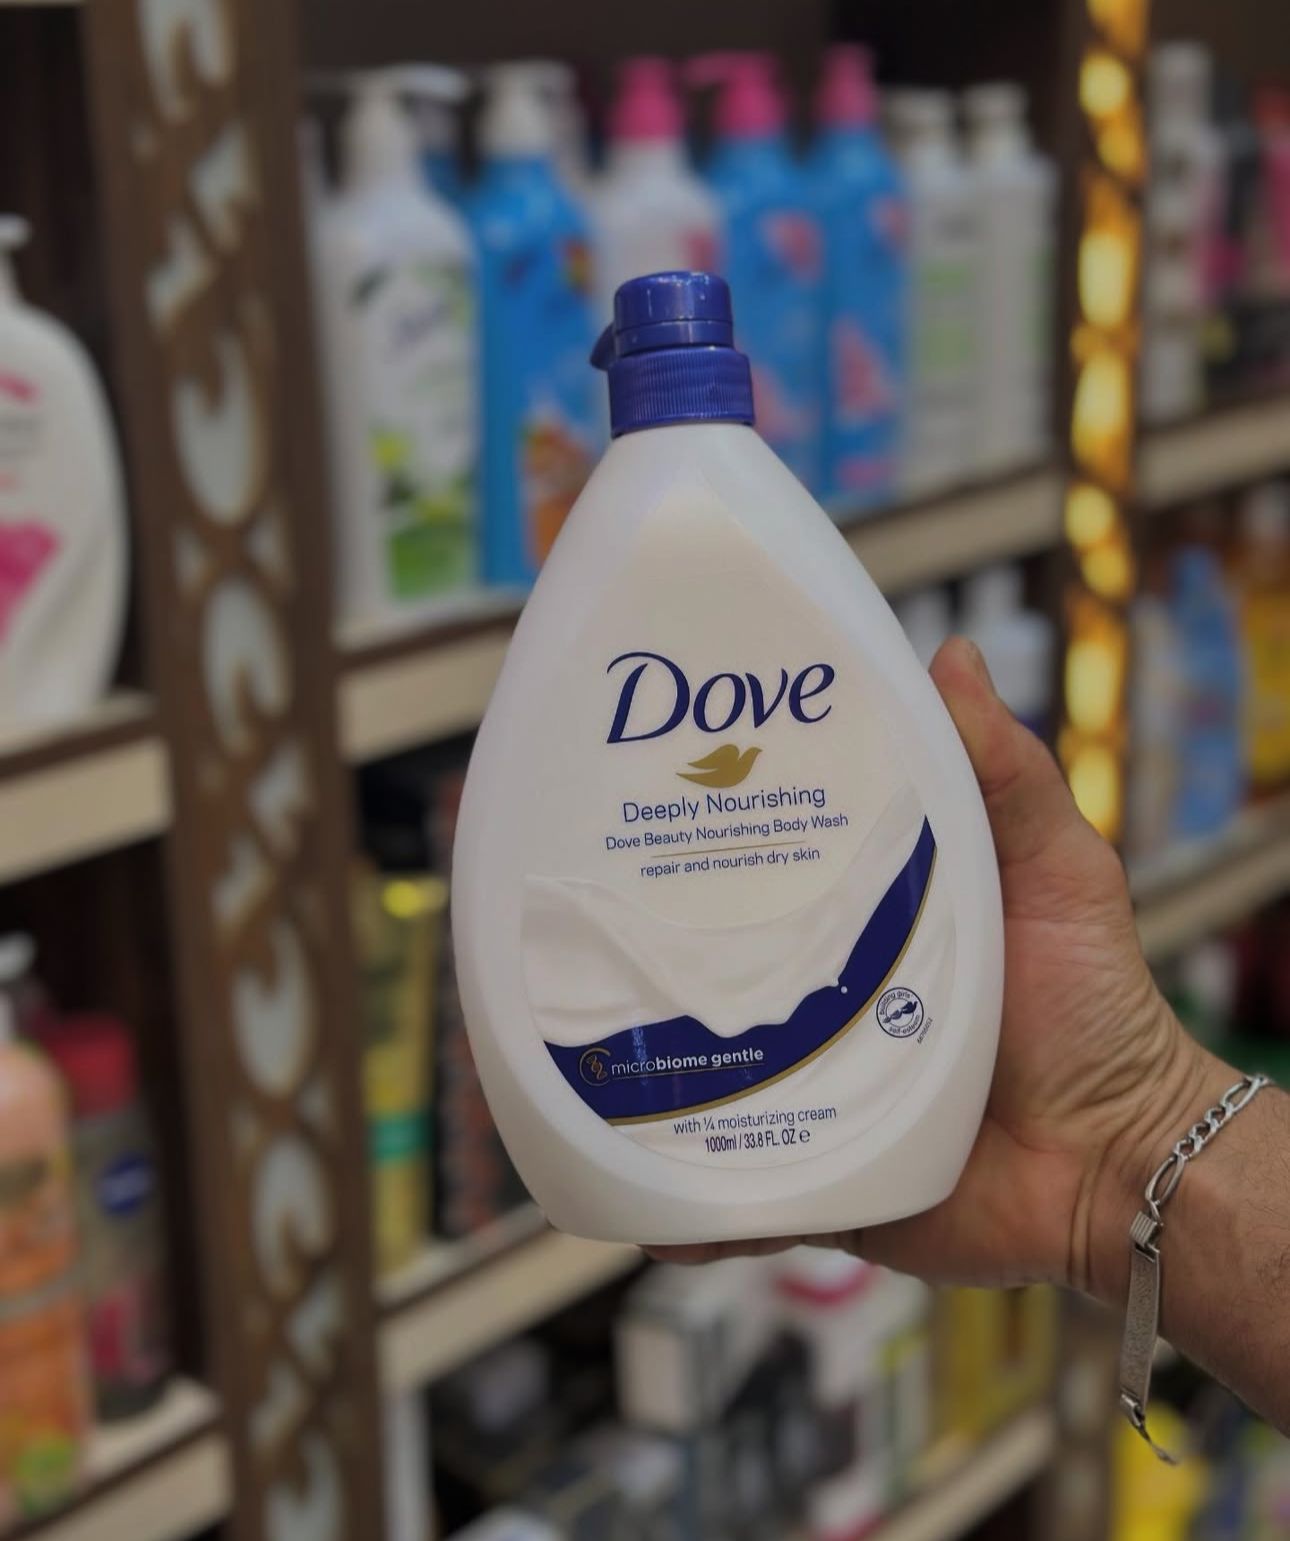 Dove
Deeply Nourishing
Dove Beauty Nourishing Body Wash
repair and nourish dry skin
microbiome gentle
with ¼ moisturizing cream
1000ml / 33.8 FL. OZ ℮